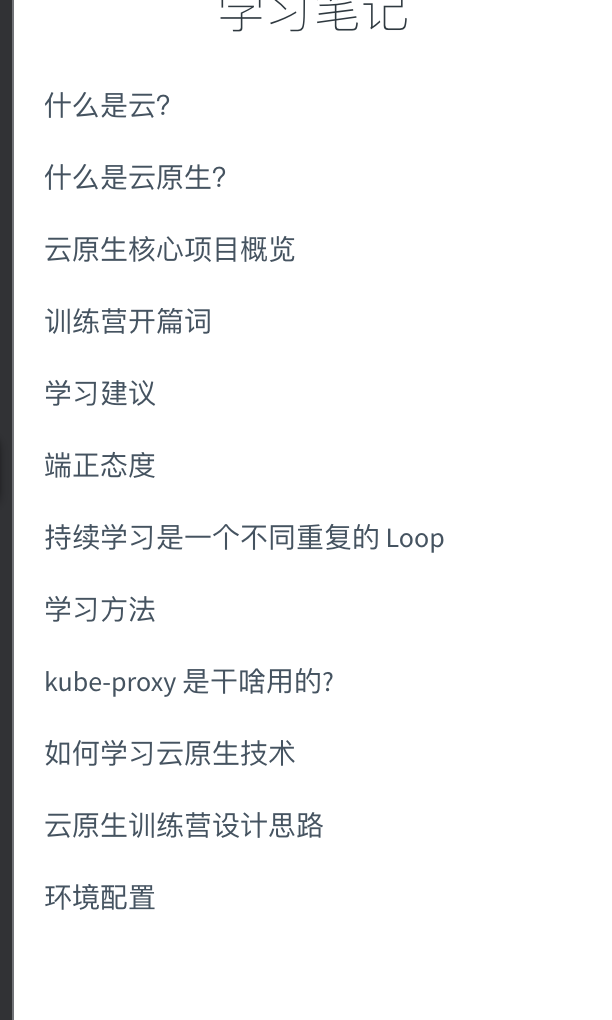 学习笔记
什么是云?
什么是云原生?
云原生核心项目概览
训练营开篇词
学习建议
端正态度
持续学习是一个不同重复的 Loop
学习方法
kube-proxy 是干啥用的?
如何学习云原生技术
云原生训练营设计思路
环境配置